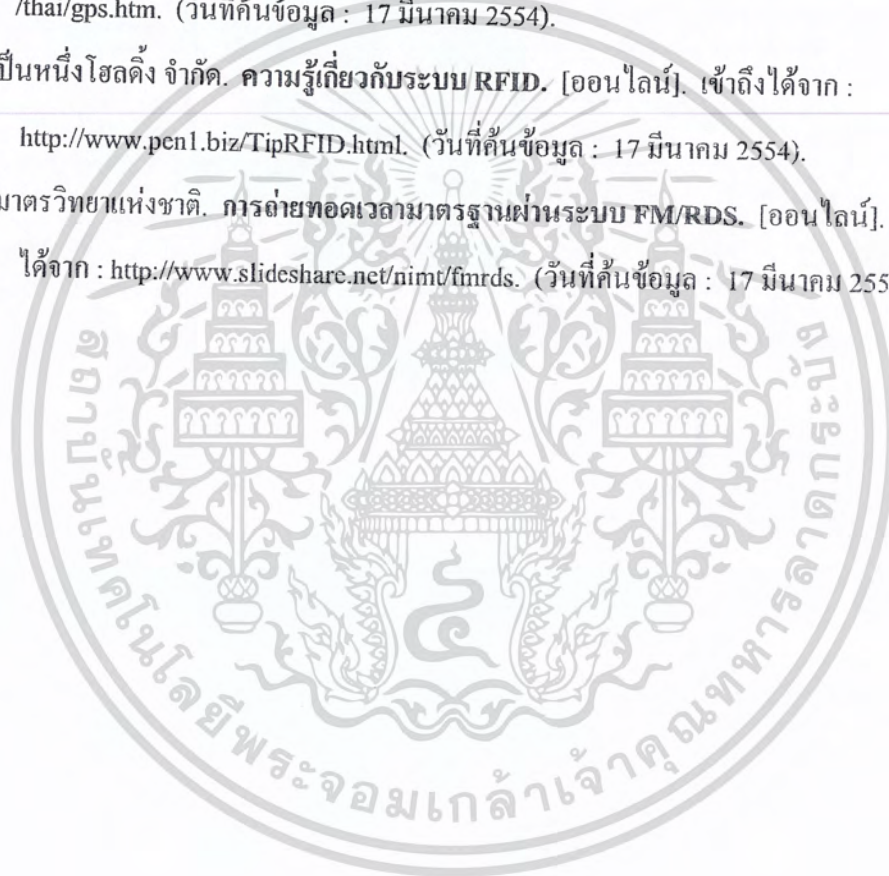 /thai/gps.htm. (วันที่ค้นข้อมูล : 17 มีนาคม 2554).
ป็นหนึ่งโฮลดิ้ง จำกัด. ความรู้เกี่ยวกับระบบ RFID. [ออนไลน์]. เข้าถึงได้จาก :
http://www.pen1.biz/TipRFID.html. (วันที่ค้นข้อมูล : 17 มีนาคม 2554).
มาตรวิทยาแห่งชาติ. การถ่ายทอดเวลามาตรฐานผ่านระบบ FM/RDS. [ออนไลน์].
ได้จาก : http://www.slideshare.net/nimt/fmrds. (วันที่ค้นข้อมูล : 17 มีนาคม 255
สถาบันเทคโนโลยีพระจอมเกล้าเจ้าคุณทหารลาดกระบัง